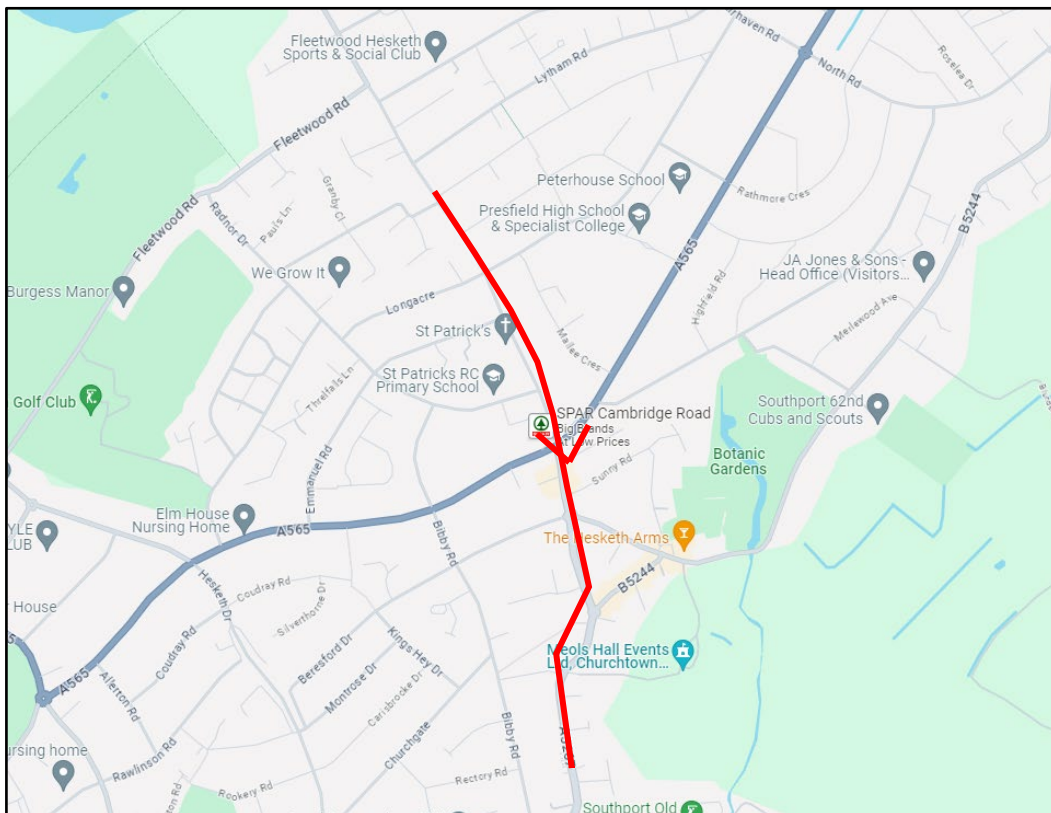 Fleetwood Hesketh
Sports & Social Club
North Rd
Roselea Dr
Lytham Rd
Fleetwood Rd
Peterhouse School
Rathmore Cres
B5244
Granby Cl
Pauls Ln
Radnor Dr
Presfield High School
& Specialist College
A565
Fleetwood Rd
JA Jones & Sons -
Head Office (Visitors...
We Grow It
Burgess Manor
Longacre
Highfield Rd
Merlewood Ave
St Patrick's
Mallee Cres
St Patricks RC
Primary School
Threlfalls Ln
Golf Club
SPAR Cambridge Road
Big Brands
At Low Prices
Southport 62nd
Cubs and Scouts
Botanic
Gardens
Emmanuel Rd
Sunny Rd
Elm House
Nursing Home
A565
Bibby Rd
The Hesketh Arms
B5244
Hesketh Dr
Coudray Rd
Silverthorne Dr
House
Coudray Rd
Beresford Dr
Kings Hey Dr
Meols Hall Events
Ltd, Churchtown...
A565
Allerton Rd
Montrose Dr
Carisbrocke Dr
Churchgate
Bibby Rd
Rawlinson Rd
Rookery Rd
Rectory Rd
Southport Old